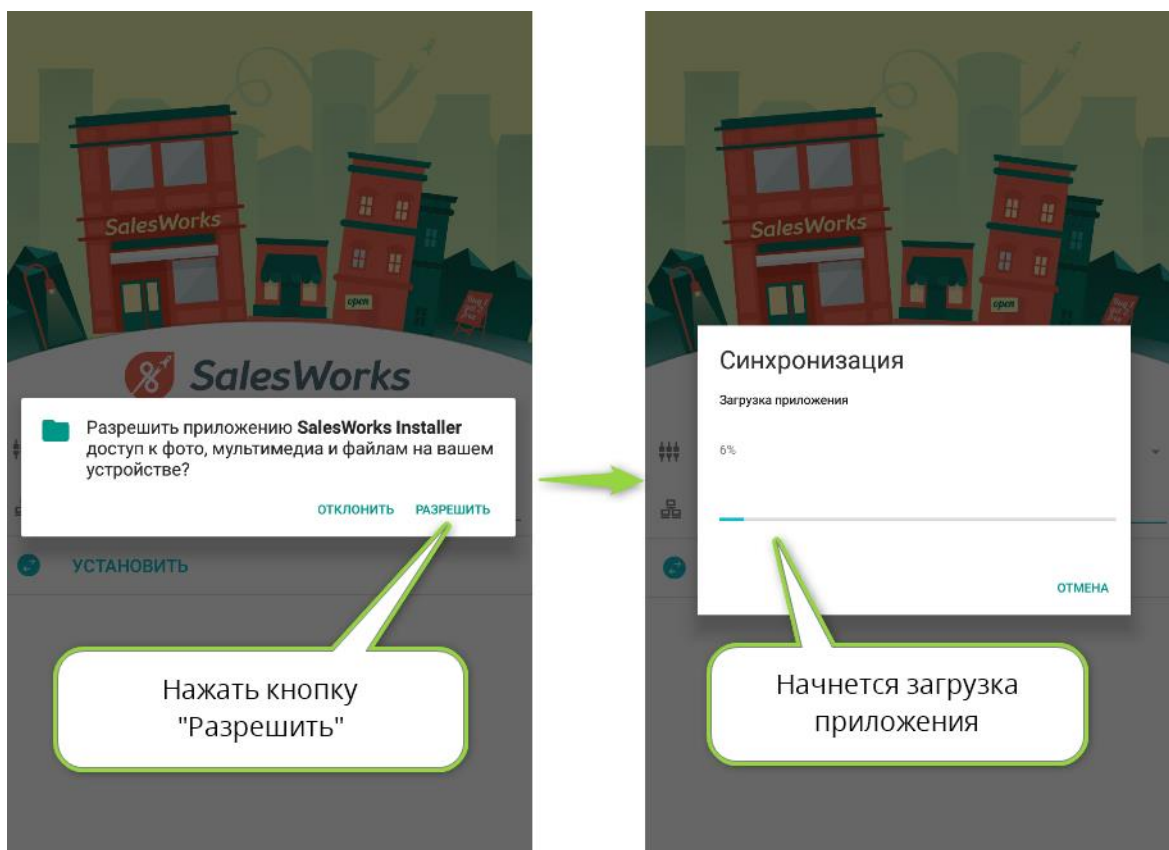 SalesWorks
open
SalesWorks
Разрешить приложению SalesWorks Installer
доступ к фото, мультимедиа и файлам на вашем
устройстве?
ОТКЛОНИТЬ РАЗРЕШИТЬ
УСТАНОВИТЬ
Нажать кнопку
"Разрешить"
SalesWorks
open
Синхронизация
Загрузка приложения
6%
ОТМЕНА
Начнется загрузка
приложения